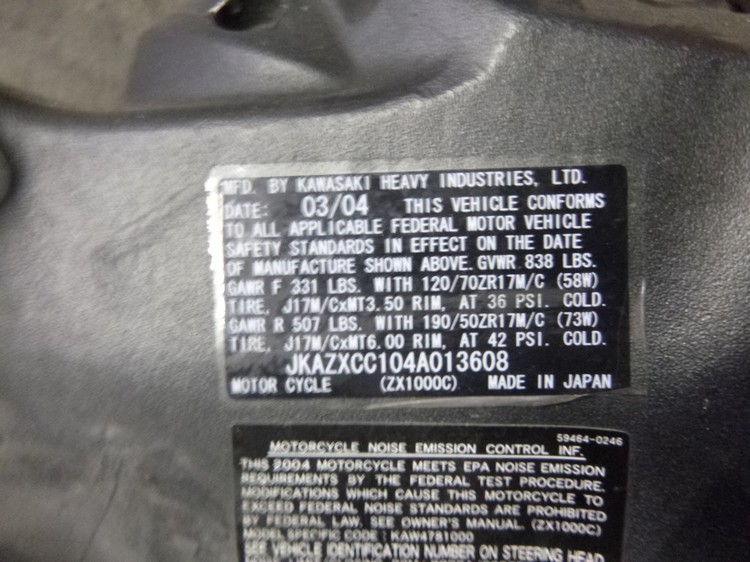 MFD. BY KAWASAKI HEAVY INDUSTRIES, LTD.
DATE: 03/04 THIS VEHICLE CONFORMS
TO ALL APPLICABLE FEDERAL MOTOR VEHICLE
SAFETY STANDARDS IN EFFECT ON THE DATE
OF MANUFACTURE SHOWN ABOVE. GVWR 838 LBS.
GAWR F 331 LBS. WITH 120/70ZR17M/C (58W)
TIRE, J17M/CxMT3.50 RIM, AT 36 PSI. COLD.
GAWR R 507 LBS. WITH 190/50ZR17M/C (73W)
TIRE, J17M/CxMT6.00 RIM, AT 42 PSI. COLD.
JKAZXCC104A013608
MOTOR CYCLE (ZX1000C) MADE IN JAPAN
59464-0246
MOTORCYCLE NOISE EMISSION CONTROL INF.
THIS 2004 MOTORCYCLE MEETS EPA NOISE EMISSION
REQUIREMENTS BY THE FEDERAL TEST PROCEDURE.
MODIFICATIONS WHICH CAUSE THIS MOTORCYCLE TO
EXCEED FEDERAL NOISE STANDARDS ARE PROHIBITED
BY FEDERAL LAW. SEE OWNER'S MANUAL. (ZX1000C)
MODEL SPECIFIC CODE : KAW4781000
SEE VEHICLE IDENTIFICATION NUMBER ON STEERING HEAD